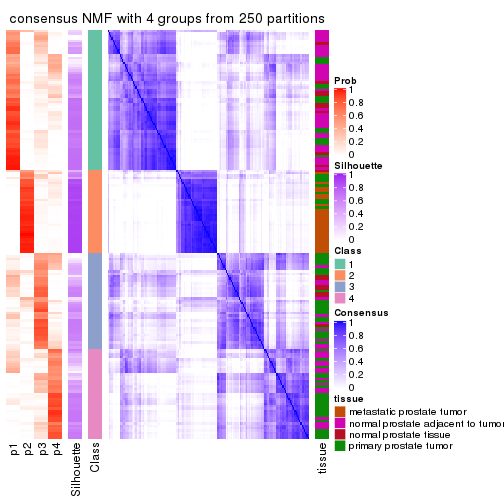 consensus NMF with 4 groups from 250 partitions
Prob
1
0.8
0.6
0.4
0.2
0
Silhouette
1
0.8
0.6
0.4
0.2
0
Class
1
2
3
4
Consensus
1
0.8
0.6
0.4
0.2
0
tissue
metastatic prostate tumor
normal prostate adjacent to tumor
normal prostate tissue
primary prostate tumor
p1
p2
p3
p4
Silhouette
Class
tissue